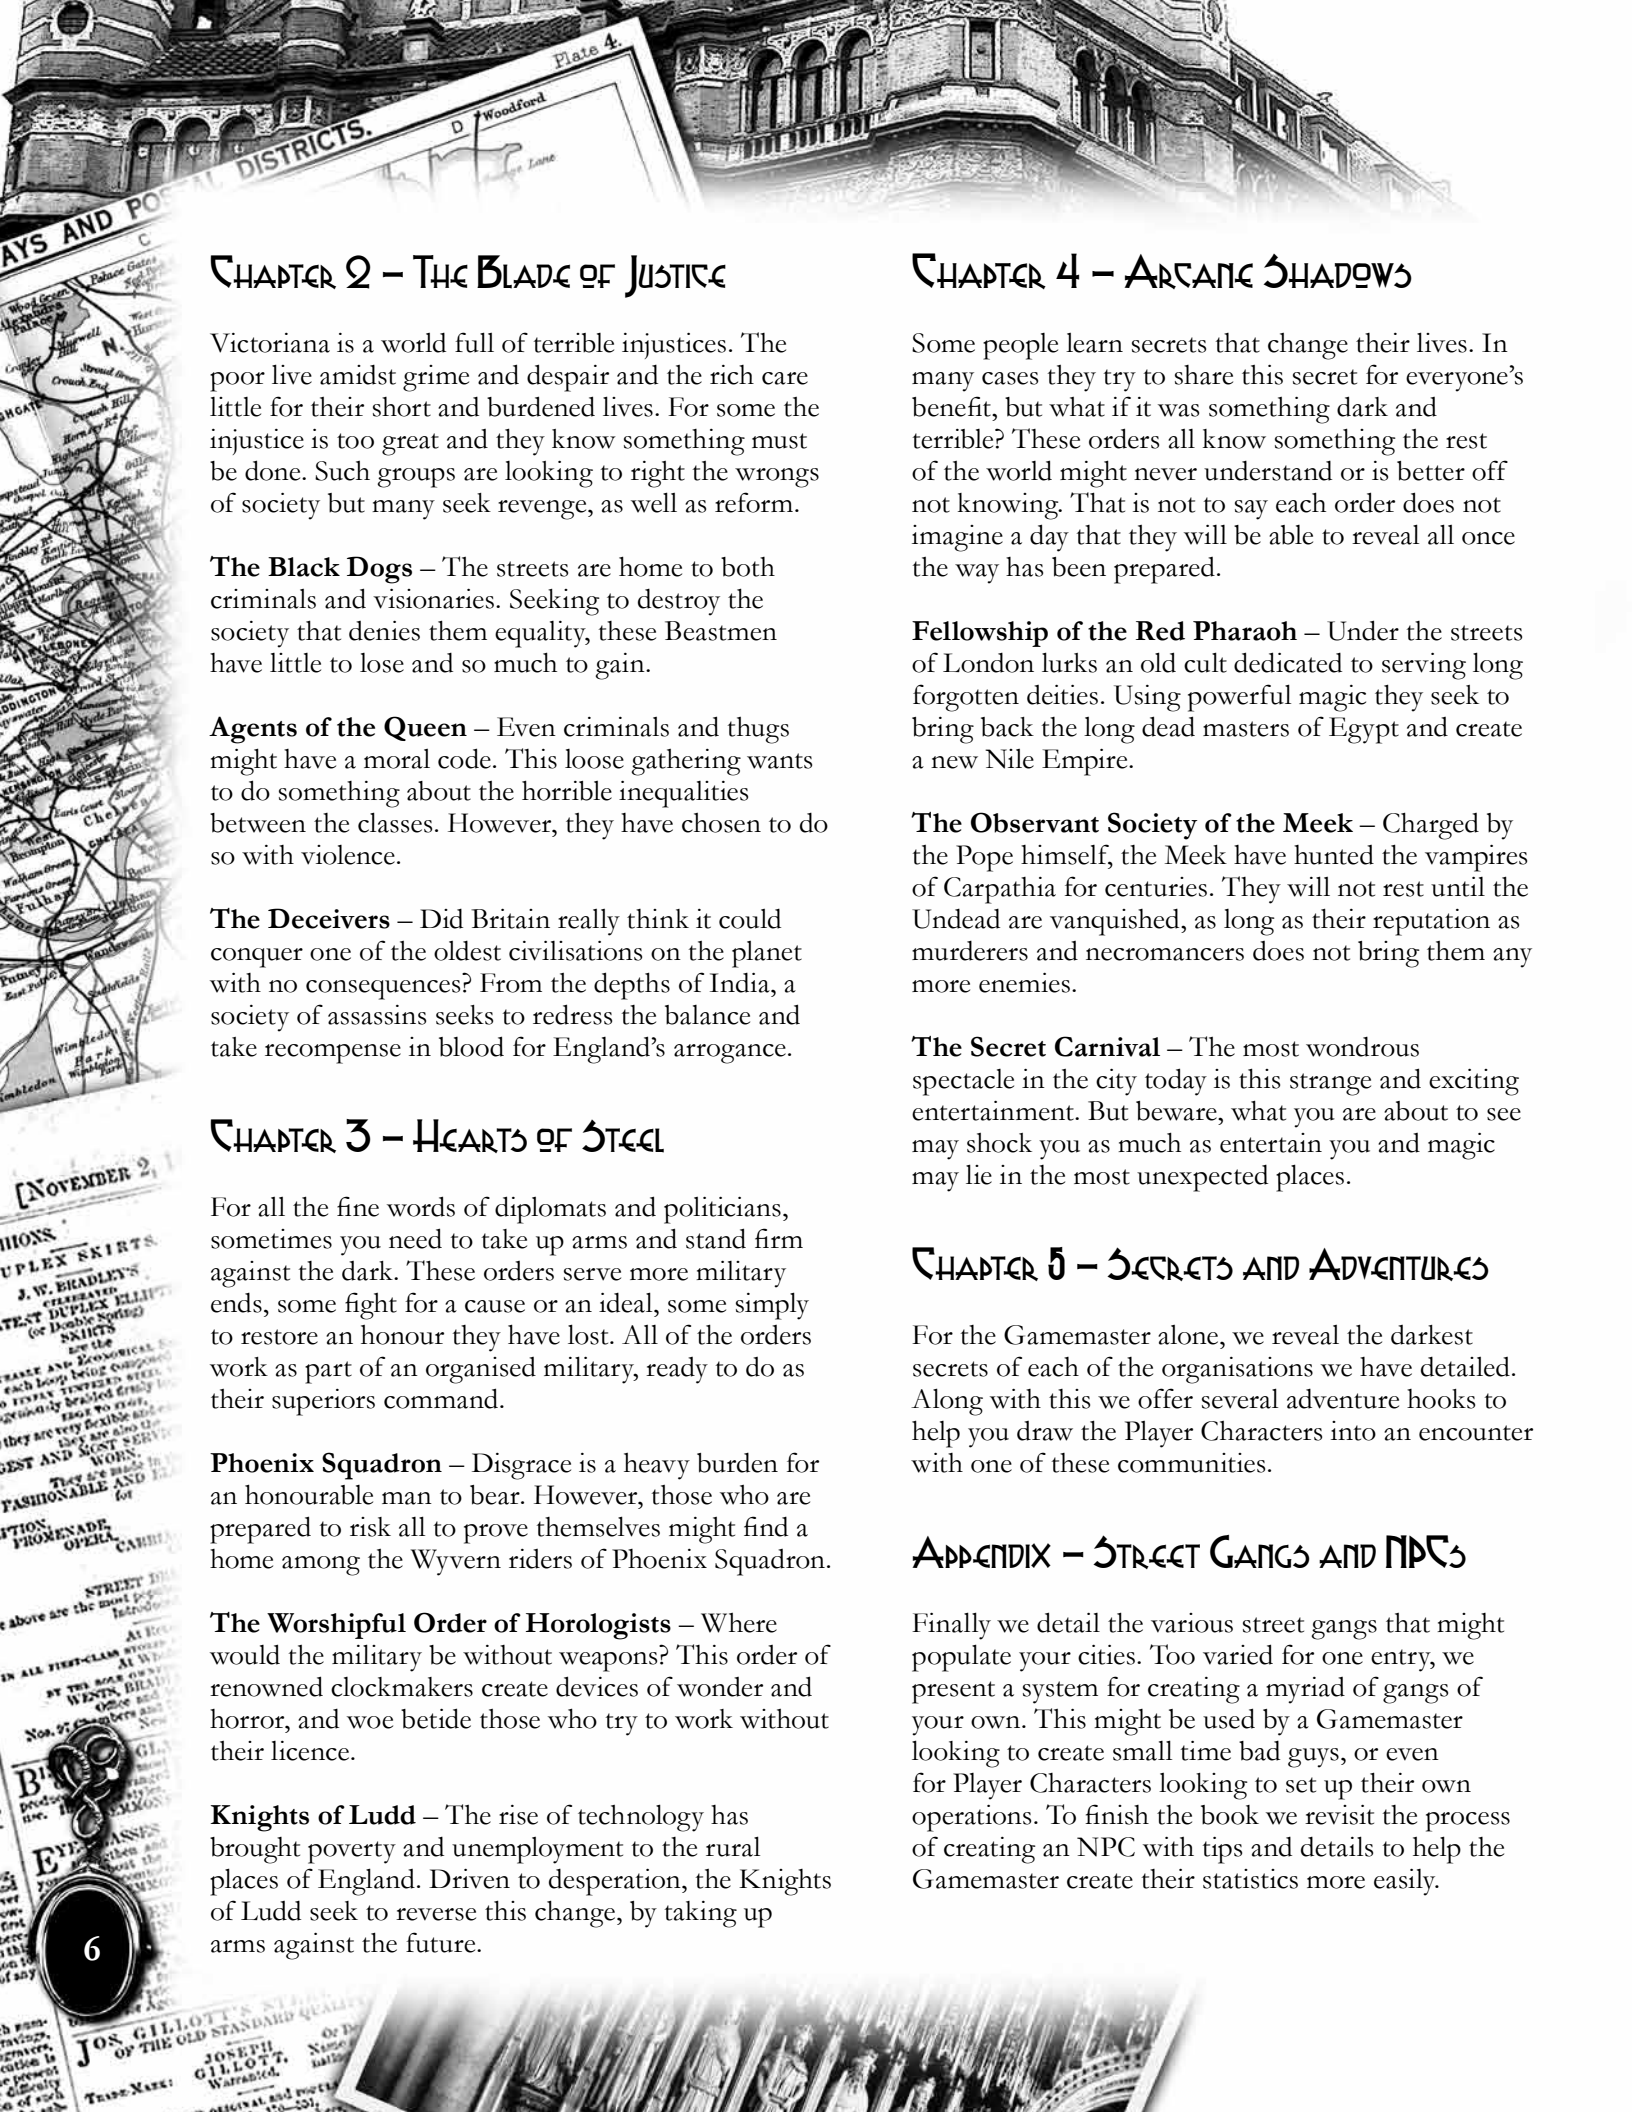 Plate 4.
DISTRICTS.
D
Woodford
AYS AND PO
C
Chapter 2 – The Blade of Justice
Victoriana is a world full of terrible injustices. The
poor live amidst grime and despair and the rich care
little for their short and burdened lives. For some the
injustice is too great and they know something must
be done. Such groups are looking to right the wrongs
of society but many seek revenge, as well as reform.
The Black Dogs – The streets are home to both
criminals and visionaries. Seeking to destroy the
society that denies them equality, these Beastmen
have little to lose and so much to gain.
Agents of the Queen – Even criminals and thugs
might have a moral code. This loose gathering wants
to do something about the horrible inequalities
between the classes. However, they have chosen to do
so with violence.
The Deceivers – Did Britain really think it could
conquer one of the oldest civilisations on the planet
with no consequences? From the depths of India, a
society of assassins seeks to redress the balance and
take recompense in blood for England’s arrogance.
Chapter 3 – Hearts of Steel
For all the fine words of diplomats and politicians,
sometimes you need to take up arms and stand firm
against the dark. These orders serve more military
ends, some fight for a cause or an ideal, some simply
to restore an honour they have lost. All of the orders
work as part of an organised military, ready to do as
their superiors command.
Phoenix Squadron – Disgrace is a heavy burden for
an honourable man to bear. However, those who are
prepared to risk all to prove themselves might find a
home among the Wyvern riders of Phoenix Squadron.
The Worshipful Order of Horologists – Where
would the military be without weapons? This order of
renowned clockmakers create devices of wonder and
horror, and woe betide those who try to work without
their licence.
Knights of Ludd – The rise of technology has
brought poverty and unemployment to the rural
places of England. Driven to desperation, the Knights
of Ludd seek to reverse this change, by taking up
arms against the future.
Chapter 4 – Arcane Shadows
Some people learn secrets that change their lives. In
many cases they try to share this secret for everyone’s
benefit, but what if it was something dark and
terrible? These orders all know something the rest
of the world might never understand or is better off
not knowing. That is not to say each order does not
imagine a day that they will be able to reveal all once
the way has been prepared.
Fellowship of the Red Pharaoh – Under the streets
of London lurks an old cult dedicated to serving long
forgotten deities. Using powerful magic they seek to
bring back the long dead masters of Egypt and create
a new Nile Empire.
The Observant Society of the Meek – Charged by
the Pope himself, the Meek have hunted the vampires
of Carpathia for centuries. They will not rest until the
Undead are vanquished, as long as their reputation as
murderers and necromancers does not bring them any
more enemies.
The Secret Carnival – The most wondrous
spectacle in the city today is this strange and exciting
entertainment. But beware, what you are about to see
may shock you as much as entertain you and magic
may lie in the most unexpected places.
Chapter 5 – Secrets and Adventures
For the Gamemaster alone, we reveal the darkest
secrets of each of the organisations we have detailed.
Along with this we offer several adventure hooks to
help you draw the Player Characters into an encounter
with one of these communities.
Appendix – Street Gangs and NPCs
Finally we detail the various street gangs that might
populate your cities. Too varied for one entry, we
present a system for creating a myriad of gangs of
your own. This might be used by a Gamemaster
looking to create small time bad guys, or even
for Player Characters looking to set up their own
operations. To finish the book we revisit the process
of creating an NPC with tips and details to help the
Gamemaster create their statistics more easily.
[NOVEMBER 2,
J. W. BRADLEY'S
6
JOS. GILLOTT'S
OF THE OLD STANDARD
JOSEPH
GILLOTT,
Warranted.
TRADE MARK: